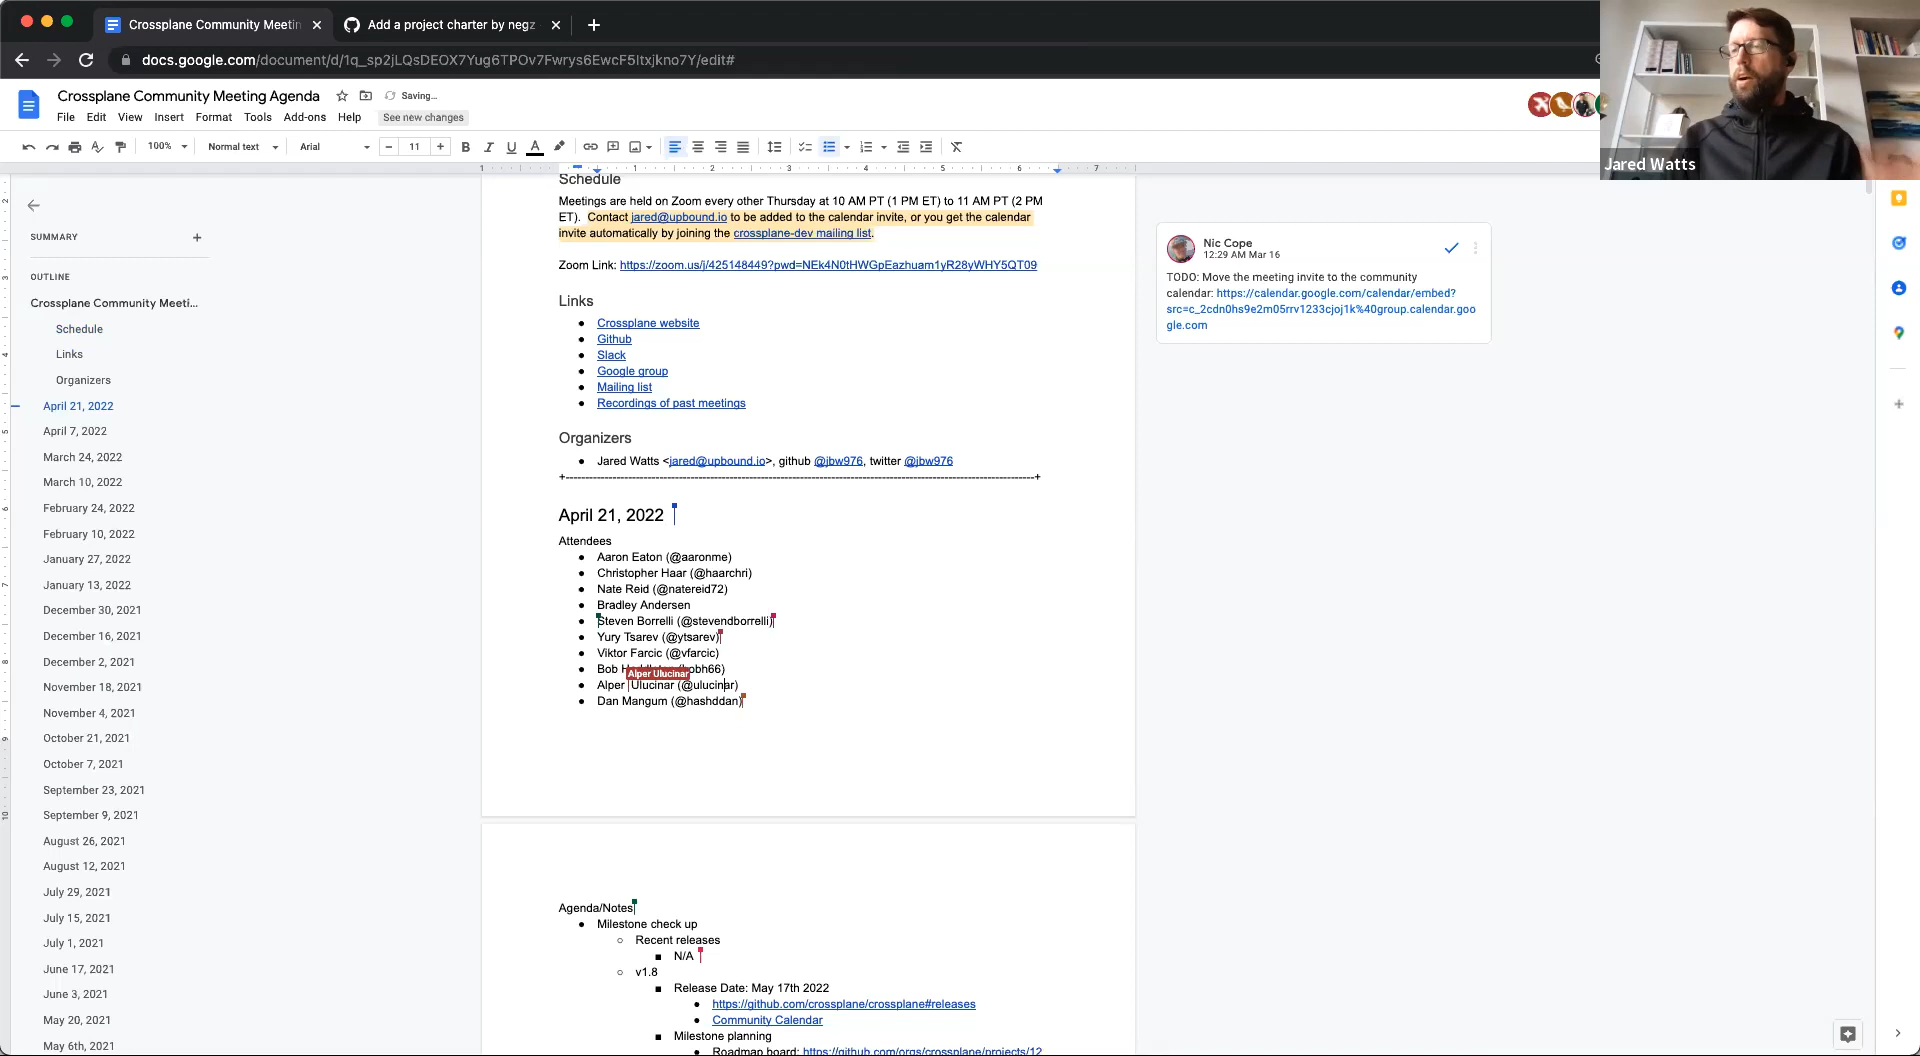 Crossplane Community Meetin
Add a project charter by negz
docs.google.com/document/d/1q_sp2jLQsDEOX7Yug6TPOv7Fwrys6EwcF5ltxjkno7Y/edit#
Crossplane Community Meeting Agenda
Saving...
File Edit View Insert Format Tools Add-ons Help
See new changes
100% Normal text Arial 11
Jared Watts
SUMMARY
OUTLINE
Crossplane Community Meeti...
Schedule
Links
Organizers
April 21, 2022
April 7, 2022
March 24, 2022
March 10, 2022
February 24, 2022
February 10, 2022
January 27, 2022
January 13, 2022
December 30, 2021
December 16, 2021
December 2, 2021
November 18, 2021
November 4, 2021
October 21, 2021
October 7, 2021
September 23, 2021
September 9, 2021
August 26, 2021
August 12, 2021
July 29, 2021
July 15, 2021
July 1, 2021
June 17, 2021
June 3, 2021
May 20, 2021
May 6th, 2021
Schedule
Meetings are held on Zoom every other Thursday at 10 AM PT (1 PM ET) to 11 AM PT (2 PM
ET). Contact jared@upbound.io to be added to the calendar invite, or you get the calendar
invite automatically by joining the crossplane-dev mailing list.
Zoom Link: https://zoom.us/j/425148449?pwd=NEk4N0tHWGpEazhuam1yR28yWHY5QT09
Links
Crossplane website
Github
Slack
Google group
Mailing list
Recordings of past meetings
Organizers
Jared Watts <jared@upbound.io>, github @jbw976, twitter @jbw976
April 21, 2022
Attendees
Aaron Eaton (@aaronme)
Christopher Haar (@haarchri)
Nate Reid (@natereid72)
Bradley Andersen
Steven Borrelli (@stevendborrelli)
Yury Tsarev (@ytsarev)
Viktor Farcic (@vfarcic)
Bob
Alper Ulucinar
Alper Ulucinar (@ulucinar)
Dan Mangum (@hashddan)
Agenda/Notes
Milestone check up
Recent releases
N/A
v1.8
Release Date: May 17th 2022
https://github.com/crossplane/crossplane#releases
Community Calendar
Milestone planning
Roadmap board: https://github.com/orgs/crossplane/projects/12
Nic Cope
12:29 AM Mar 16
TODO: Move the meeting invite to the community
calendar: https://calendar.google.com/calendar/embed?
src=c_2cdn0hs9e2m05rrv1233cjoj1k%40group.calendar.goo
gle.com